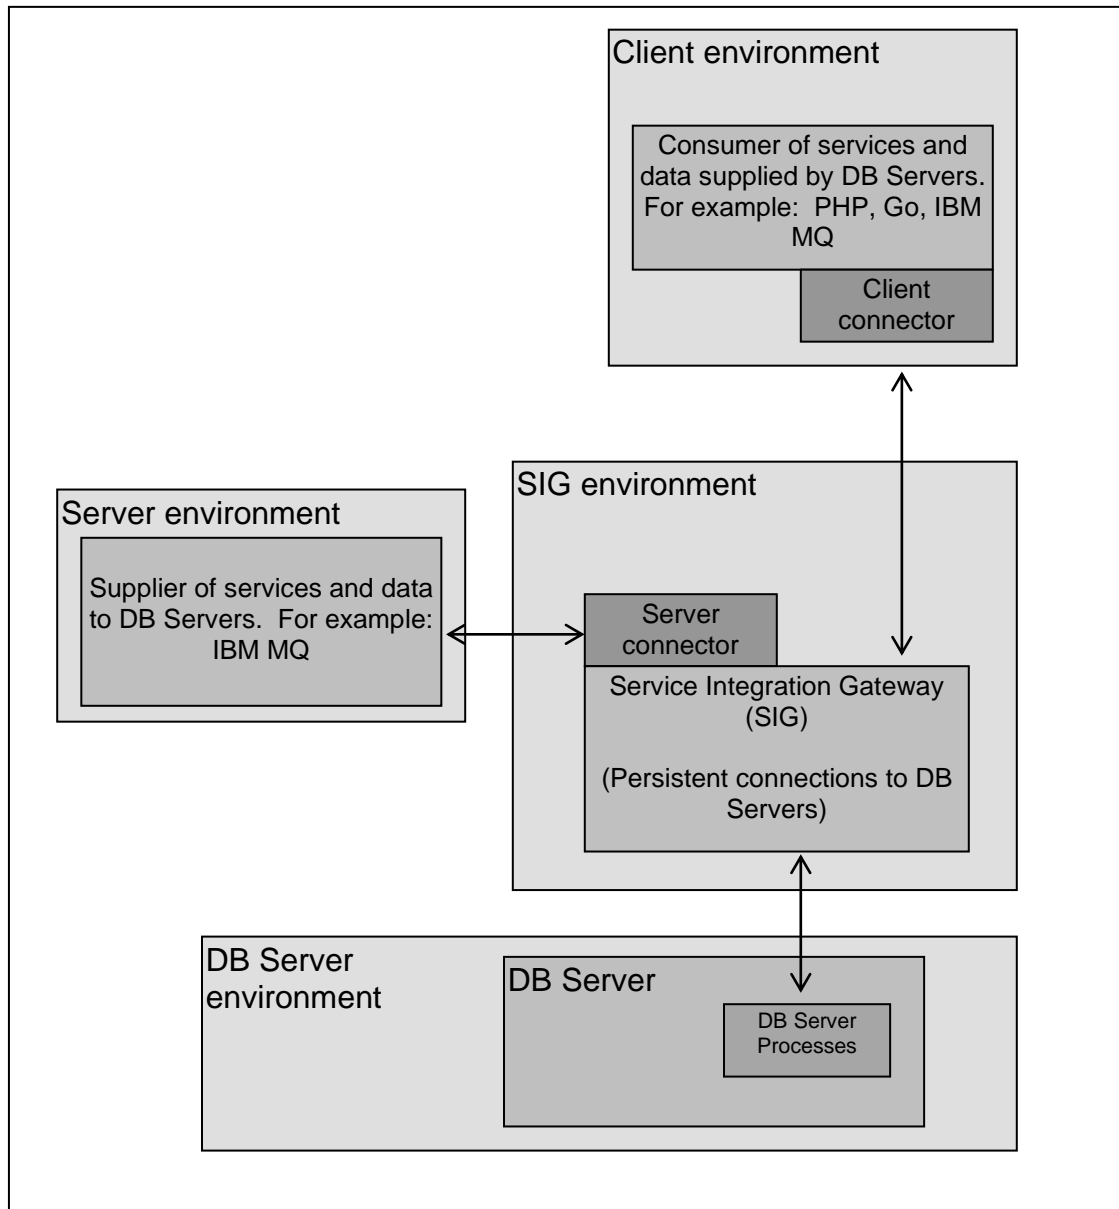 Client environment
Consumer of services and
data supplied by DB Servers.
For example:  PHP, Go, IBM
MQ
Client
connector
SIG environment
Server environment
Supplier of services and data
to DB Servers.  For example:
IBM MQ
Server
connector
Service Integration Gateway
(SIG)
(Persistent connections to DB
Servers)
DB Server
environment
DB Server
DB Server
Processes